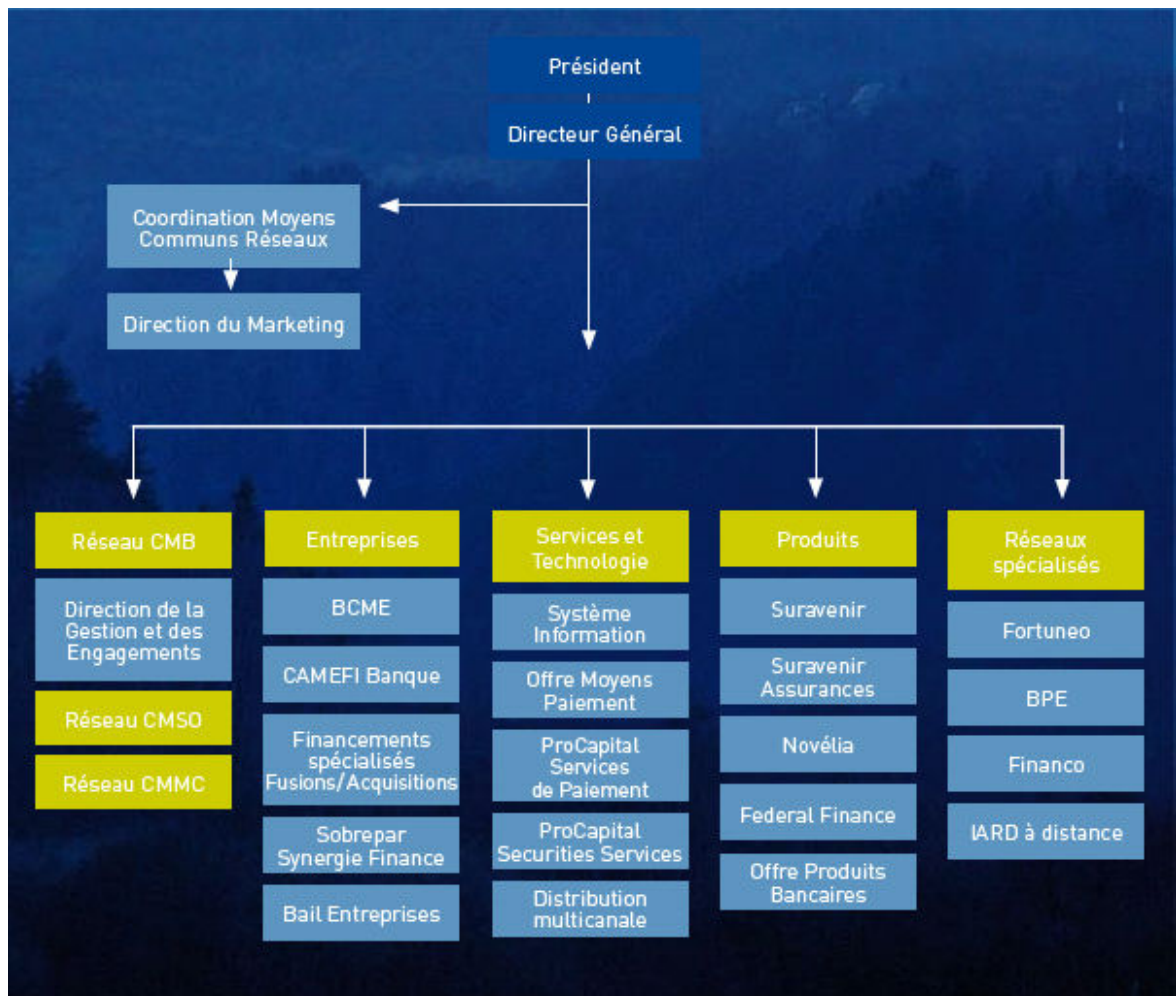 Président
Directeur Général
Coordination Moyens
Communs Réseaux
Direction du Marketing
Réseau CMB
Direction de la
Gestion et des
Engagements
Réseau CMSO
Réseau CMMC
Entreprises
BCME
CAMEFI Banque
Financements
spécialisés
Fusions/Acquisitions
Sobrepar
Synergie Finance
Bail Entreprises
Services et
Technologie
Système
Information
Offre Moyens
Paiement
ProCapital
Services
de Paiement
ProCapital
Securities Services
Distribution
multicanale
Produits
Suravenir
Suravenir
Assurances
Novélia
Federal Finance
Offre Produits
Bancaires
Réseaux
spécialisés
Fortuneo
BPE
Financo
IARD à distance